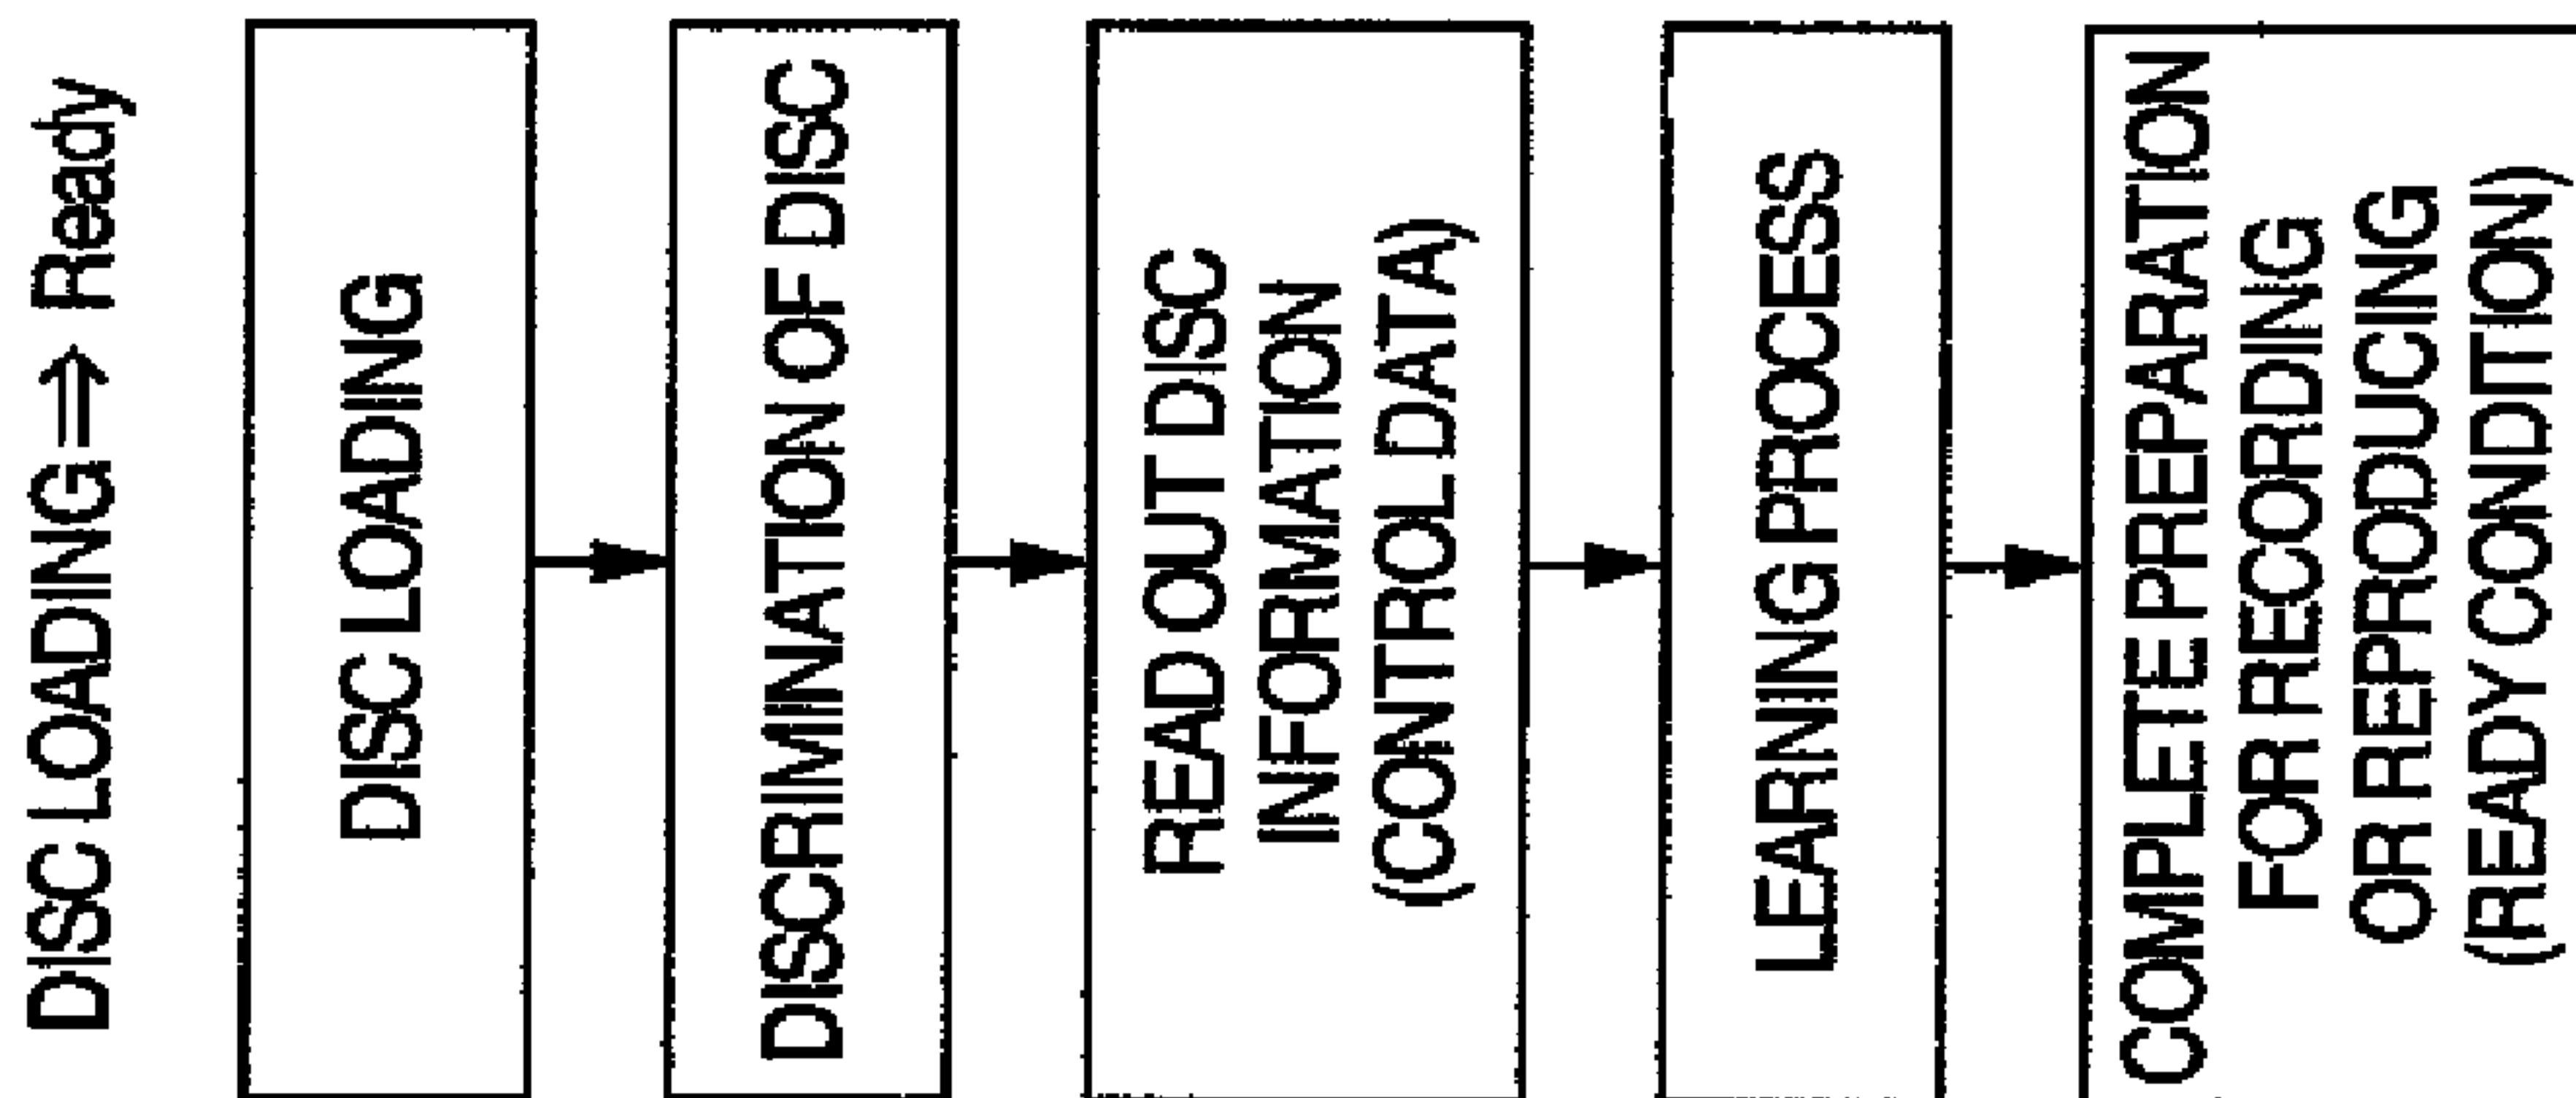 DISC LOADING ⇒ Ready
DISC LOADING
DISCRIMINATION OF DISC
READ OUT DISC
INFORMATION
(CONTROL DATA)
LEARNING PROCESS
COMPLETE PREPARATION
FOR RECORDING
OR REPRODUCING
(READY CONDITION)